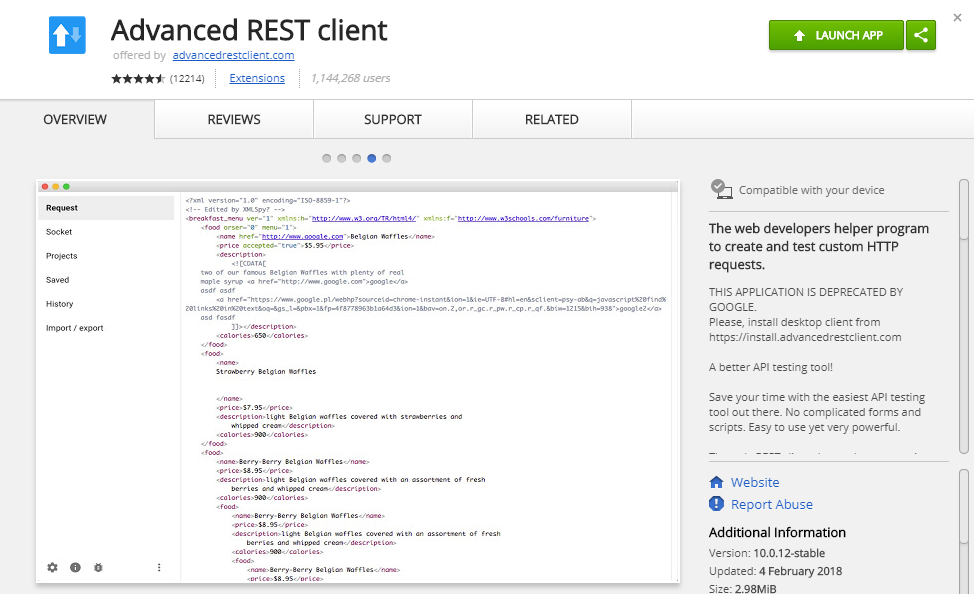 Advanced REST client
offered by advancedrestclient.com
(12214) Extensions 1,144,268 users
LAUNCH APP
OVERVIEW REVIEWS SUPPORT RELATED
Request
Socket
Projects
Saved
History
Import / export
<?xml version="1.0" encoding="ISO-8859-1"?>
<!-- Edited by XMLSpy? -->
<breakfast_menu ver="1" xmlns:h="http://www.w3.org/TR/html4/" xmlns:f="http://www.w3schools.com/furniture">
<food orser="0" menu="1">
<name href="http://www.google.com">Belgian Waffles</name>
<price accepted="true">$5.95</price>
<description>
<![CDATA[
two of our famous Belgian Waffles with plenty of real
maple syrup <a href="http://www.google.com">google</a>
asdf asdf
<a href="https://www.google.pl/webhp?sourceid=chrome-instant&ion=1&ie=UTF-8#hl=en&sclient=psy-ab&q=javascript%20find%
20links%20in%20text&oq=&gs_l=&pbx=1&fp=4f8778963b1a64d3&ion=1&bav=on.2,or.r_gc.r_pw.r_cp.r_qf.&biw=1215&bih=938">google2</a>
asd fasdf
]]></description>
<calories>650</calories>
</food>
<food>
<name>
Strawberry Belgian Waffles
</name>
<price>$7.95</price>
<description>light Belgian waffles covered with strawberries and
whipped cream</description>
<calories>900</calories>
</food>
<food>
<name>Berry-Berry Belgian Waffles</name>
<price>$8.95</price>
<description>light Belgian waffles covered with an assortment of fresh
berries and whipped cream</description>
<calories>900</calories>
<food>
<name>Berry-Berry Belgian Waffles</name>
<price>$8.95</price>
<description>light Belgian waffles covered with an assortment of fresh
berries and whipped cream</description>
<calories>900</calories>
<food>
<name>Berry-Berry Belgian Waffles</name>
<price>$8.95</price>
Compatible with your device
The web developers helper program
to create and test custom HTTP
requests.
THIS APPLICATION IS DEPRECATED BY
GOOGLE.
Please, install desktop client from
https://install.advancedrestclient.com
A better API testing tool!
Save your time with the easiest API testing
tool out there. No complicated forms and
scripts. Easy to use yet very powerful.
Website
Report Abuse
Additional Information
Version: 10.0.12-stable
Updated: 4 February 2018
Size: 2.98MiB